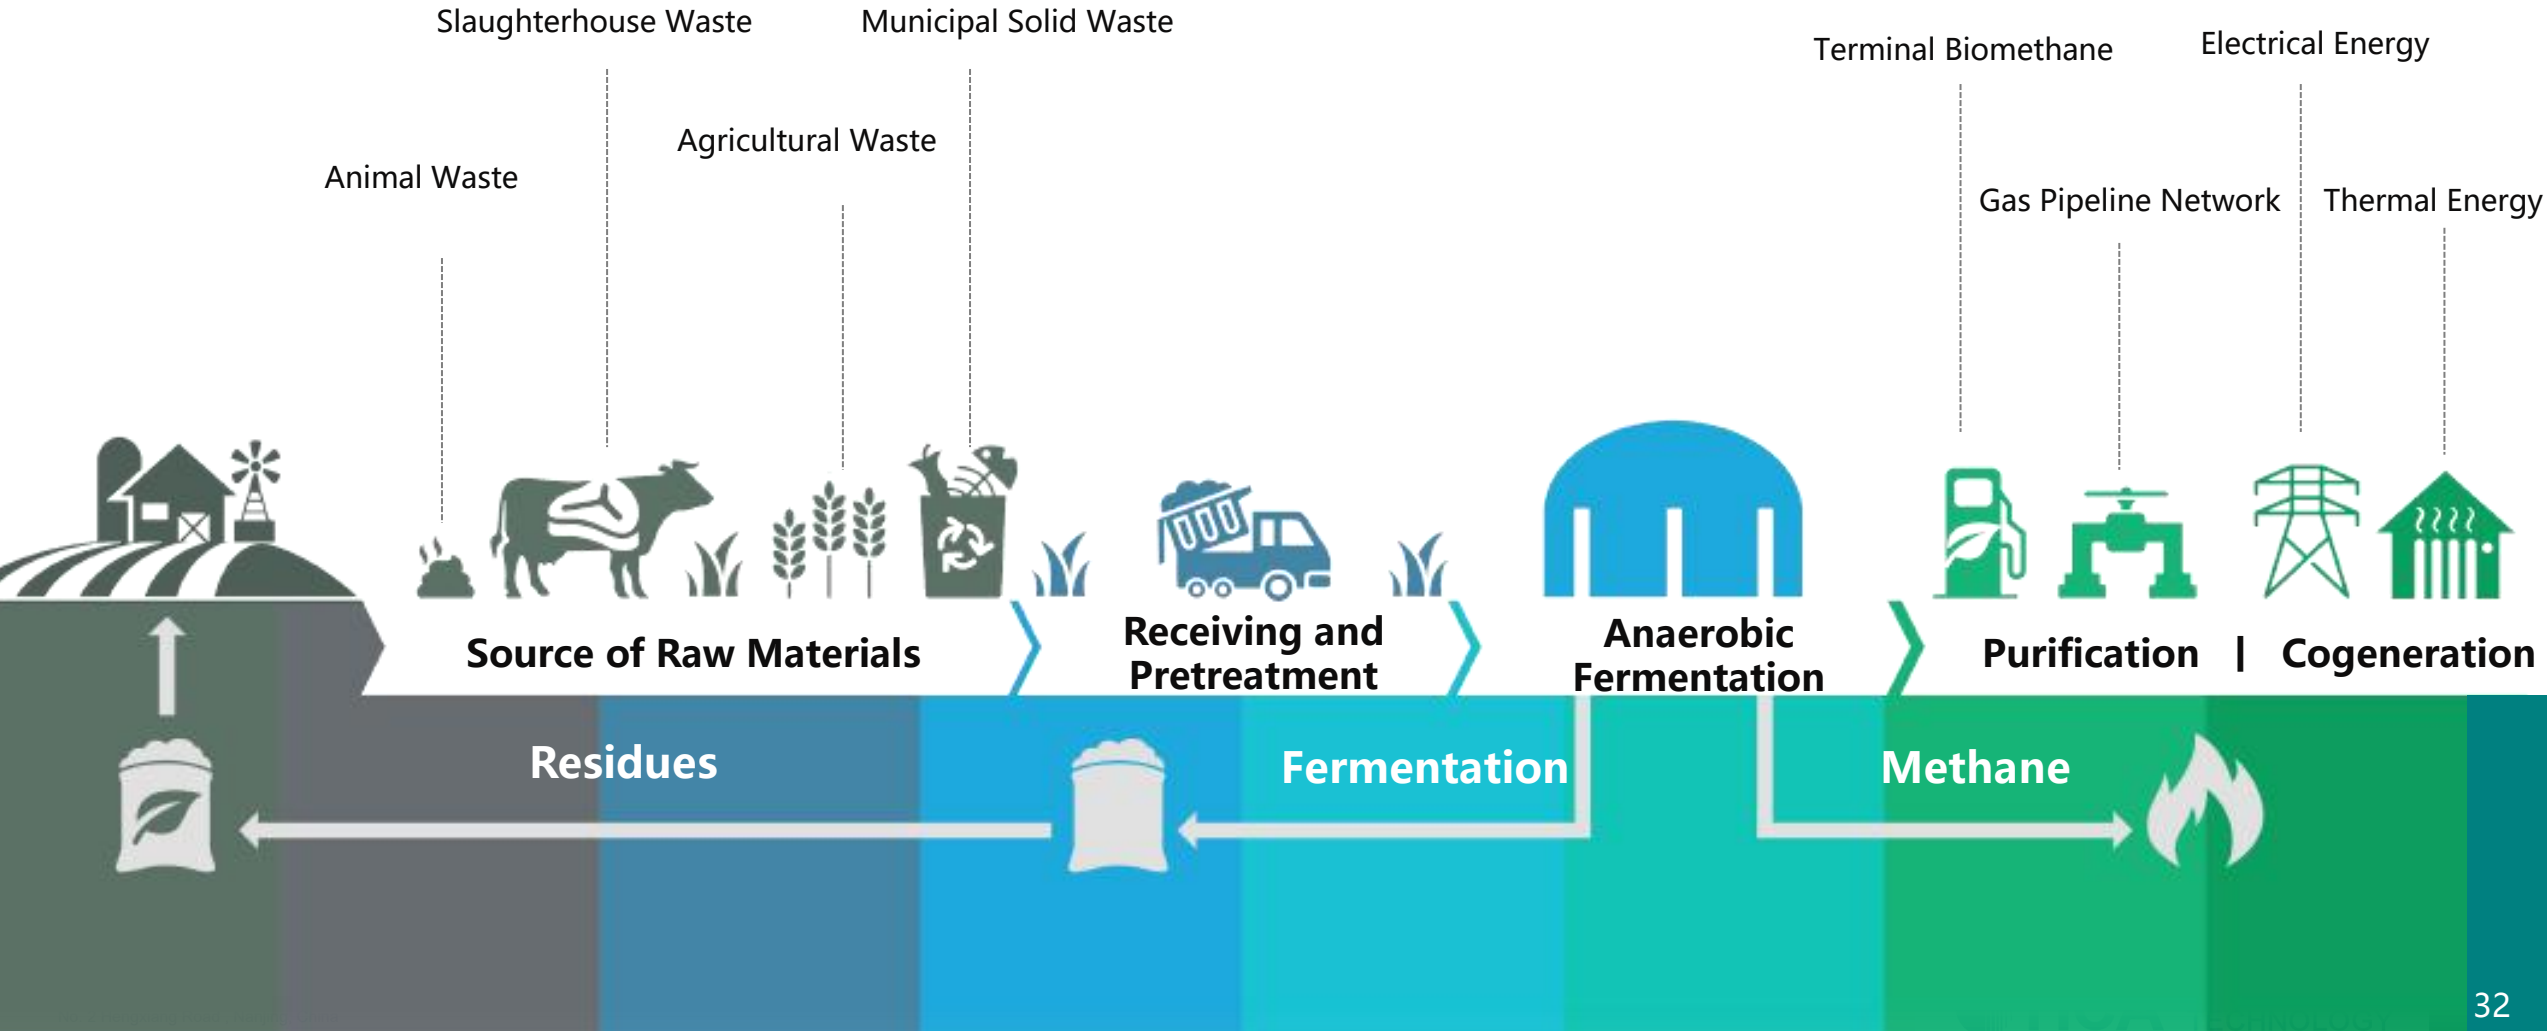 Slaughterhouse Waste
Municipal Solid Waste
Terminal Biomethane
Electrical Energy
Animal Waste
Agricultural Waste
Gas Pipeline Network
Thermal Energy
Source of Raw Materials
Receiving and
Pretreatment
Anaerobic
Fermentation
Purification | Cogeneration
Residues
Fermentation
Methane
32